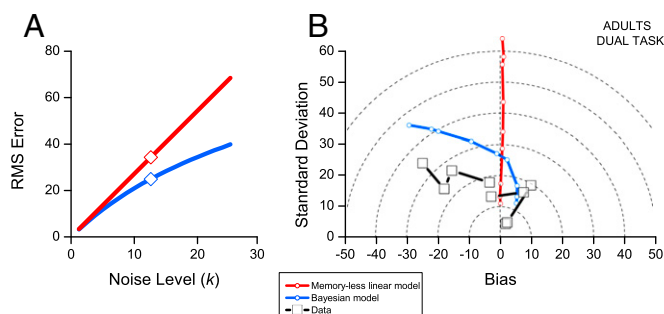 A
B
ADULTS
DUAL TASK
80
60
40
20
0
RMS Error
0
10
20
30
Noise Level (k)
60
50
40
30
20
10
0
Stanrdard Deviation
-50 -40 -30 -20 -10 0 10 20 30 40 50
Bias
Memory-less linear model
Bayesian model
Data